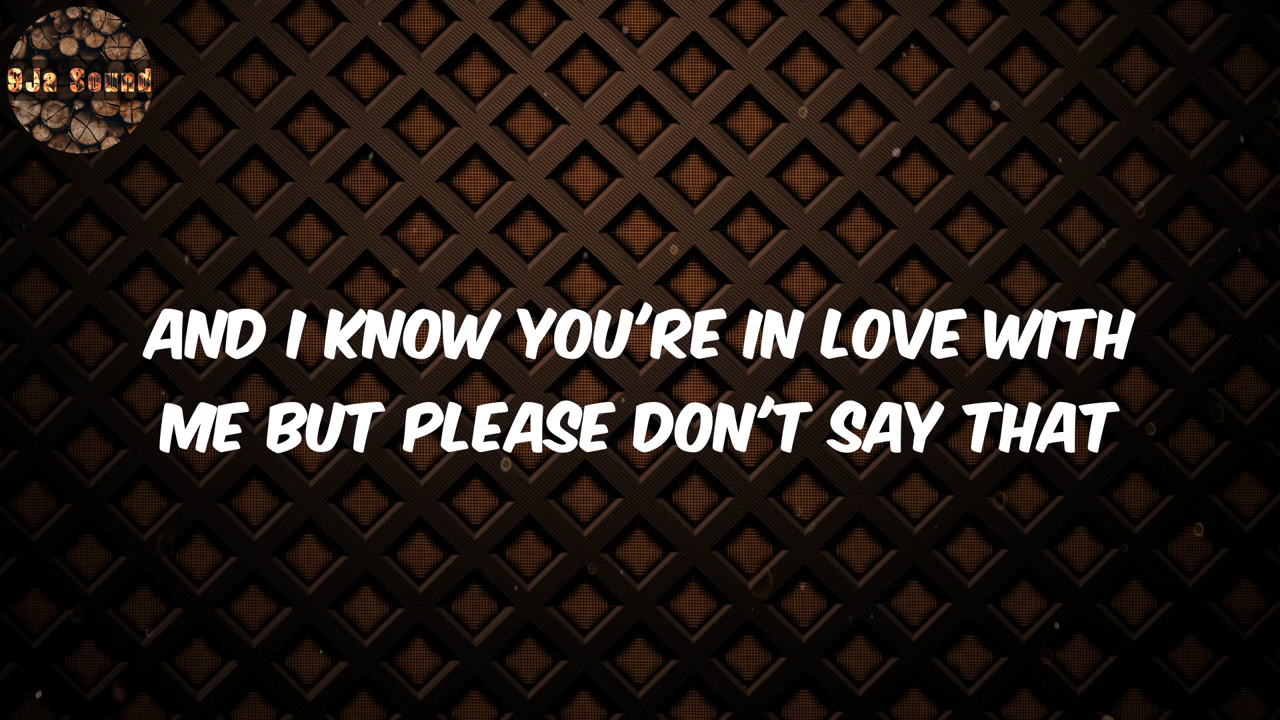 9Ja Sound
AND I KNOW YOU'RE IN LOVE WITH
ME BUT PLEASE DON'T SAY THAT